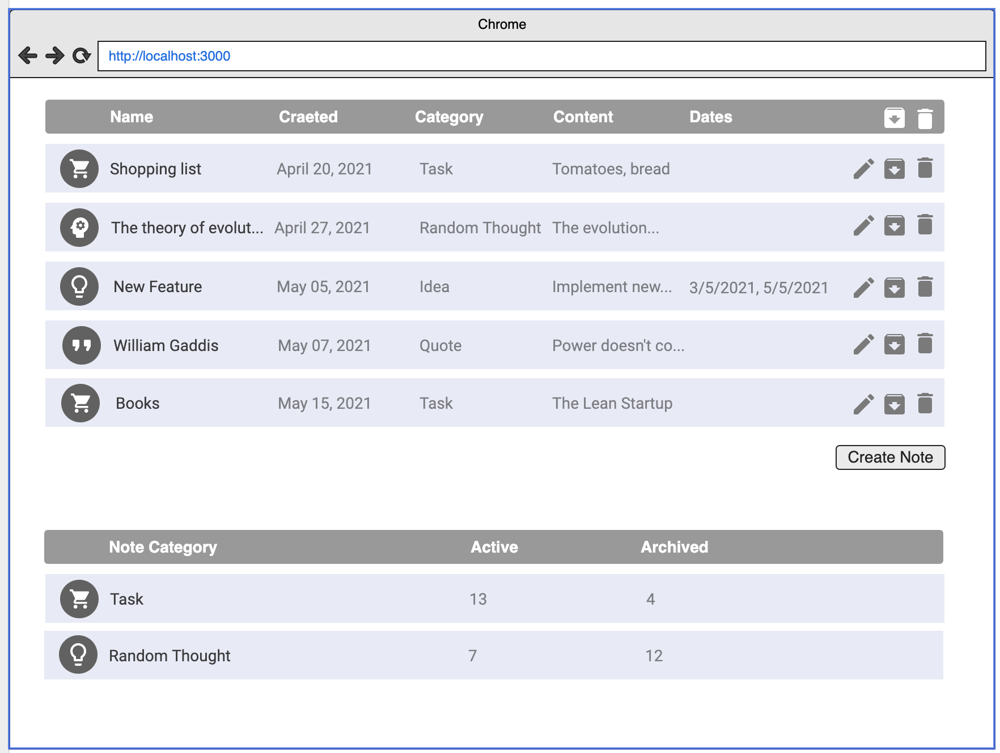 Chrome
http://localhost:3000
Name Craeted Category Content Dates
Shopping list April 20, 2021 Task Tomatoes, bread
The theory of evolut... April 27, 2021 Random Thought The evolution...
New Feature May 05, 2021 Idea Implement new... 3/5/2021, 5/5/2021
William Gaddis May 07, 2021 Quote Power doesn't co...
Books May 15, 2021 Task The Lean Startup
Create Note
Note Category Active Archived
Task 13 4
Random Thought 7 12